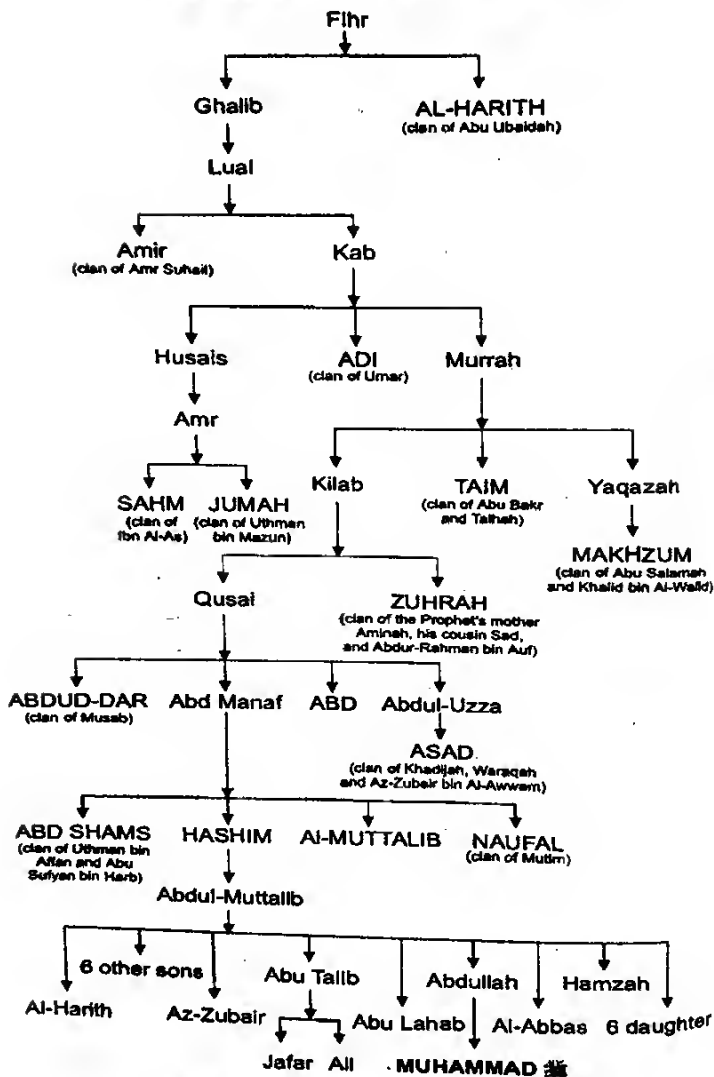 Fihr
Ghalib AL-HARITH
(clan of Abu Ubaidah)
Luai
Amir Kab
(clan of Amr Suhail)
Husais ADI Murrah
(clan of Umar)
Amr
Kilab TAIM Yaqazah
SAHM JUMAH (clan of Abu Bakr
(clan of (clan of Uthman and Talhah)
Ibn Al-As) bin Mazun)
MAKHZUM
(clan of Abu Salamah
and Khalid bin Al-Walid)
Qusai ZUHRAH
(clan of the Prophet's mother
Aminah, his cousin Sad,
and Abdur-Rahman bin Auf)
ABDUD-DAR Abd Manaf ABD Abdul-Uzza
(clan of Musab)
ASAD
(clan of Khadijah, Waraqah
and Az-Zubair bin Al-Awwam)
ABD SHAMS HASHIM Al-MUTTALIB NAUFAL
(clan of Uthman bin (clan of Mutim)
Affan and Abu
Sufyan bin Harb)
Abdul-Muttalib
6 other sons Abu Talib Abdullah Hamzah
Al-Harith Az-Zubair Abu Lahab Al-Abbas 6 daughter
Jafar Ali MUHAMMAD ﷺ